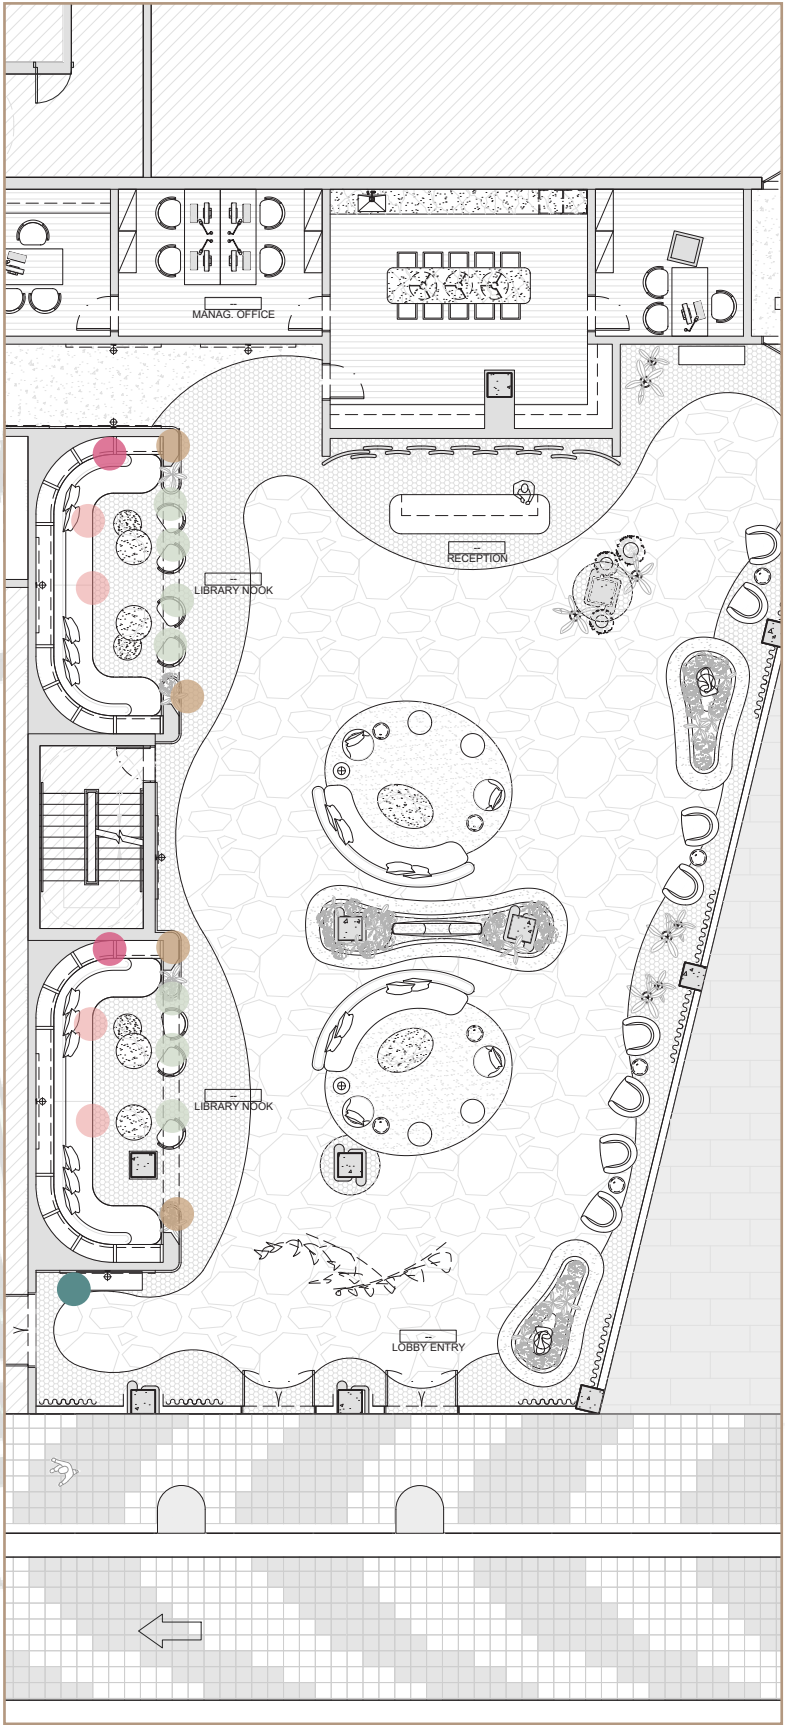 --
MANAG. OFFICE
--
RECEPTION
--
LIBRARY NOOK
--
LIBRARY NOOK
--
LOBBY ENTRY